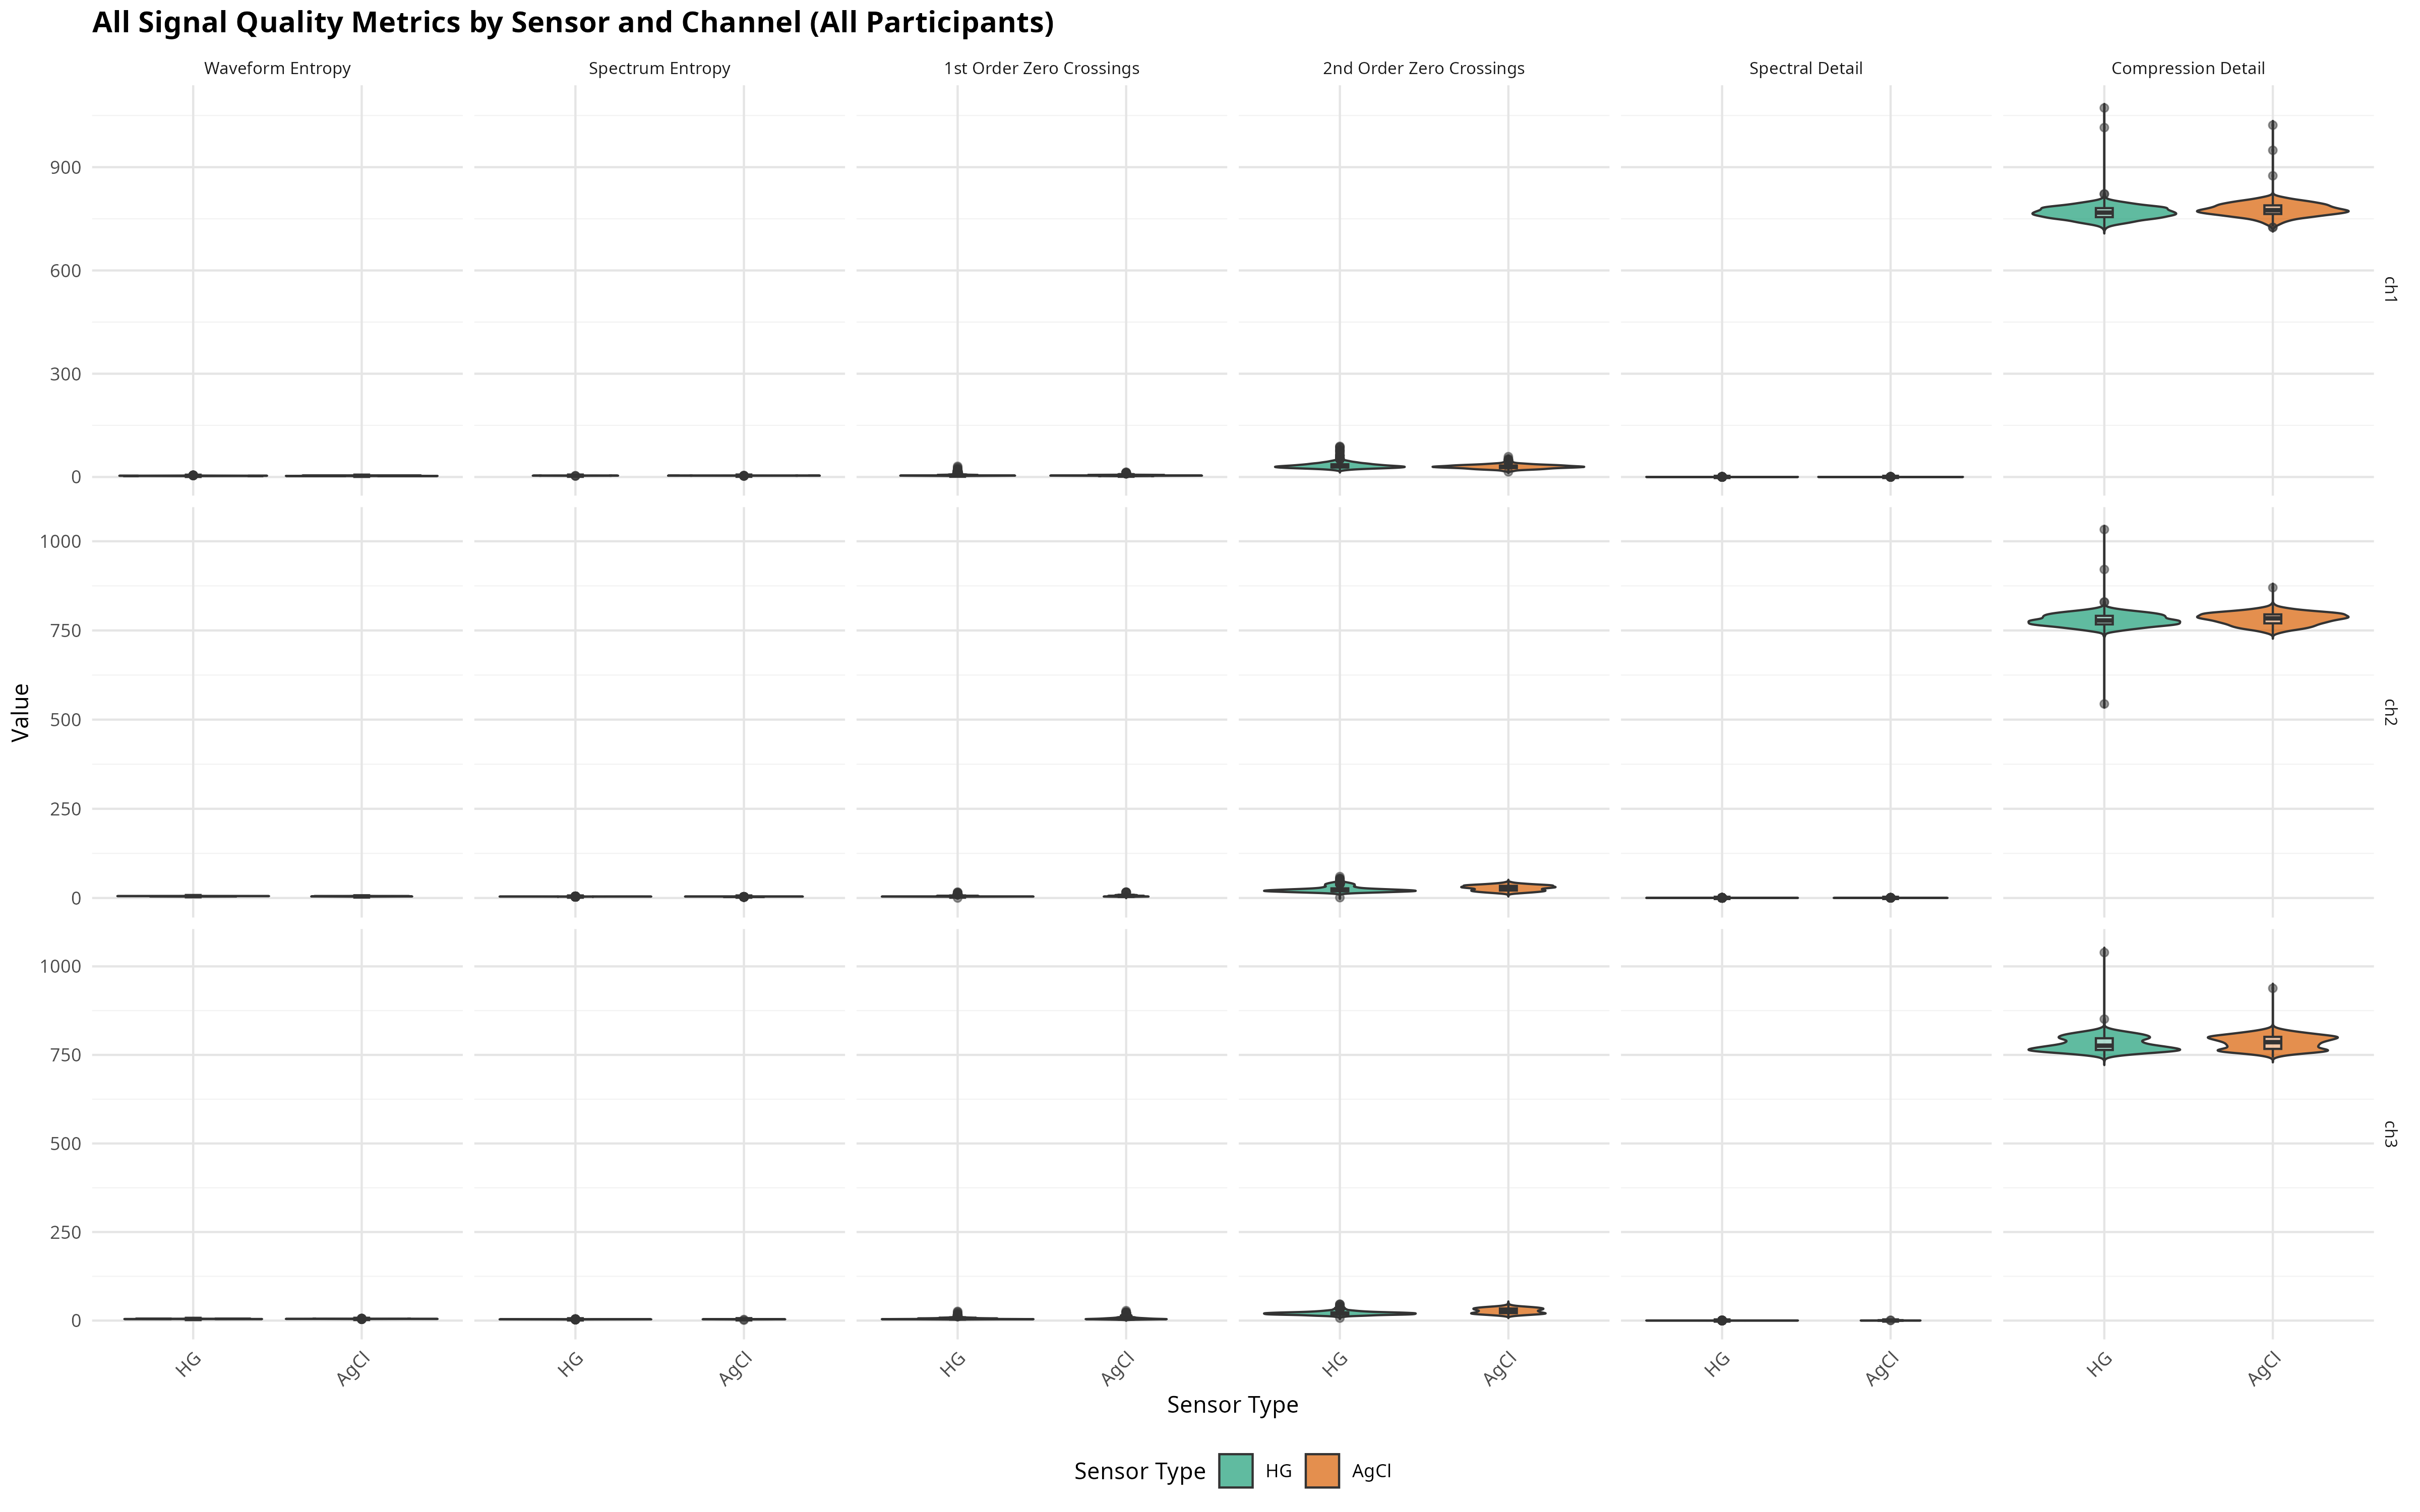 All Signal Quality Metrics by Sensor and Channel (All Participants)
Waveform Entropy Spectrum Entropy 1st Order Zero Crossings 2nd Order Zero Crossings Spectral Detail Compression Detail
900
600
300
0
ch1
1000
750
500
250
0
ch2
Value
1000
750
500
250
0
ch3
HG AgCl HG AgCl HG AgCl HG AgCl HG AgCl HG AgCl
Sensor Type
Sensor Type HG AgCl